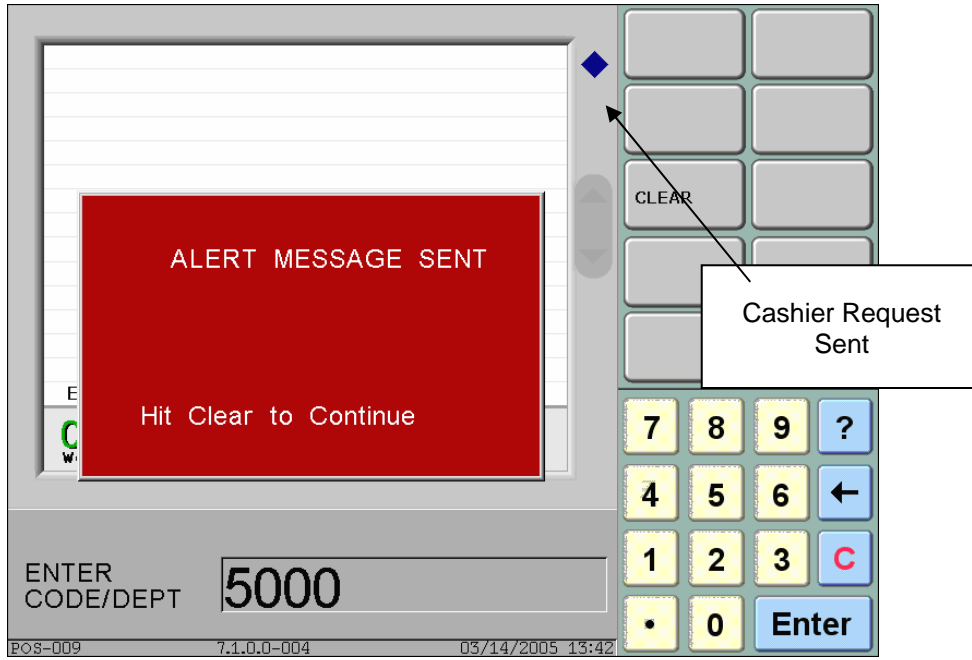 CLEAR
ALERT MESSAGE SENT
Cashier Request
Sent
E
Hit Clear to Continue
7 8 9 ?
4 5 6 ←
1 2 3 C
ENTER
CODE/DEPT
5000
. 0 Enter
POS-009 7.1.0.0-004 03/14/2005 13:42